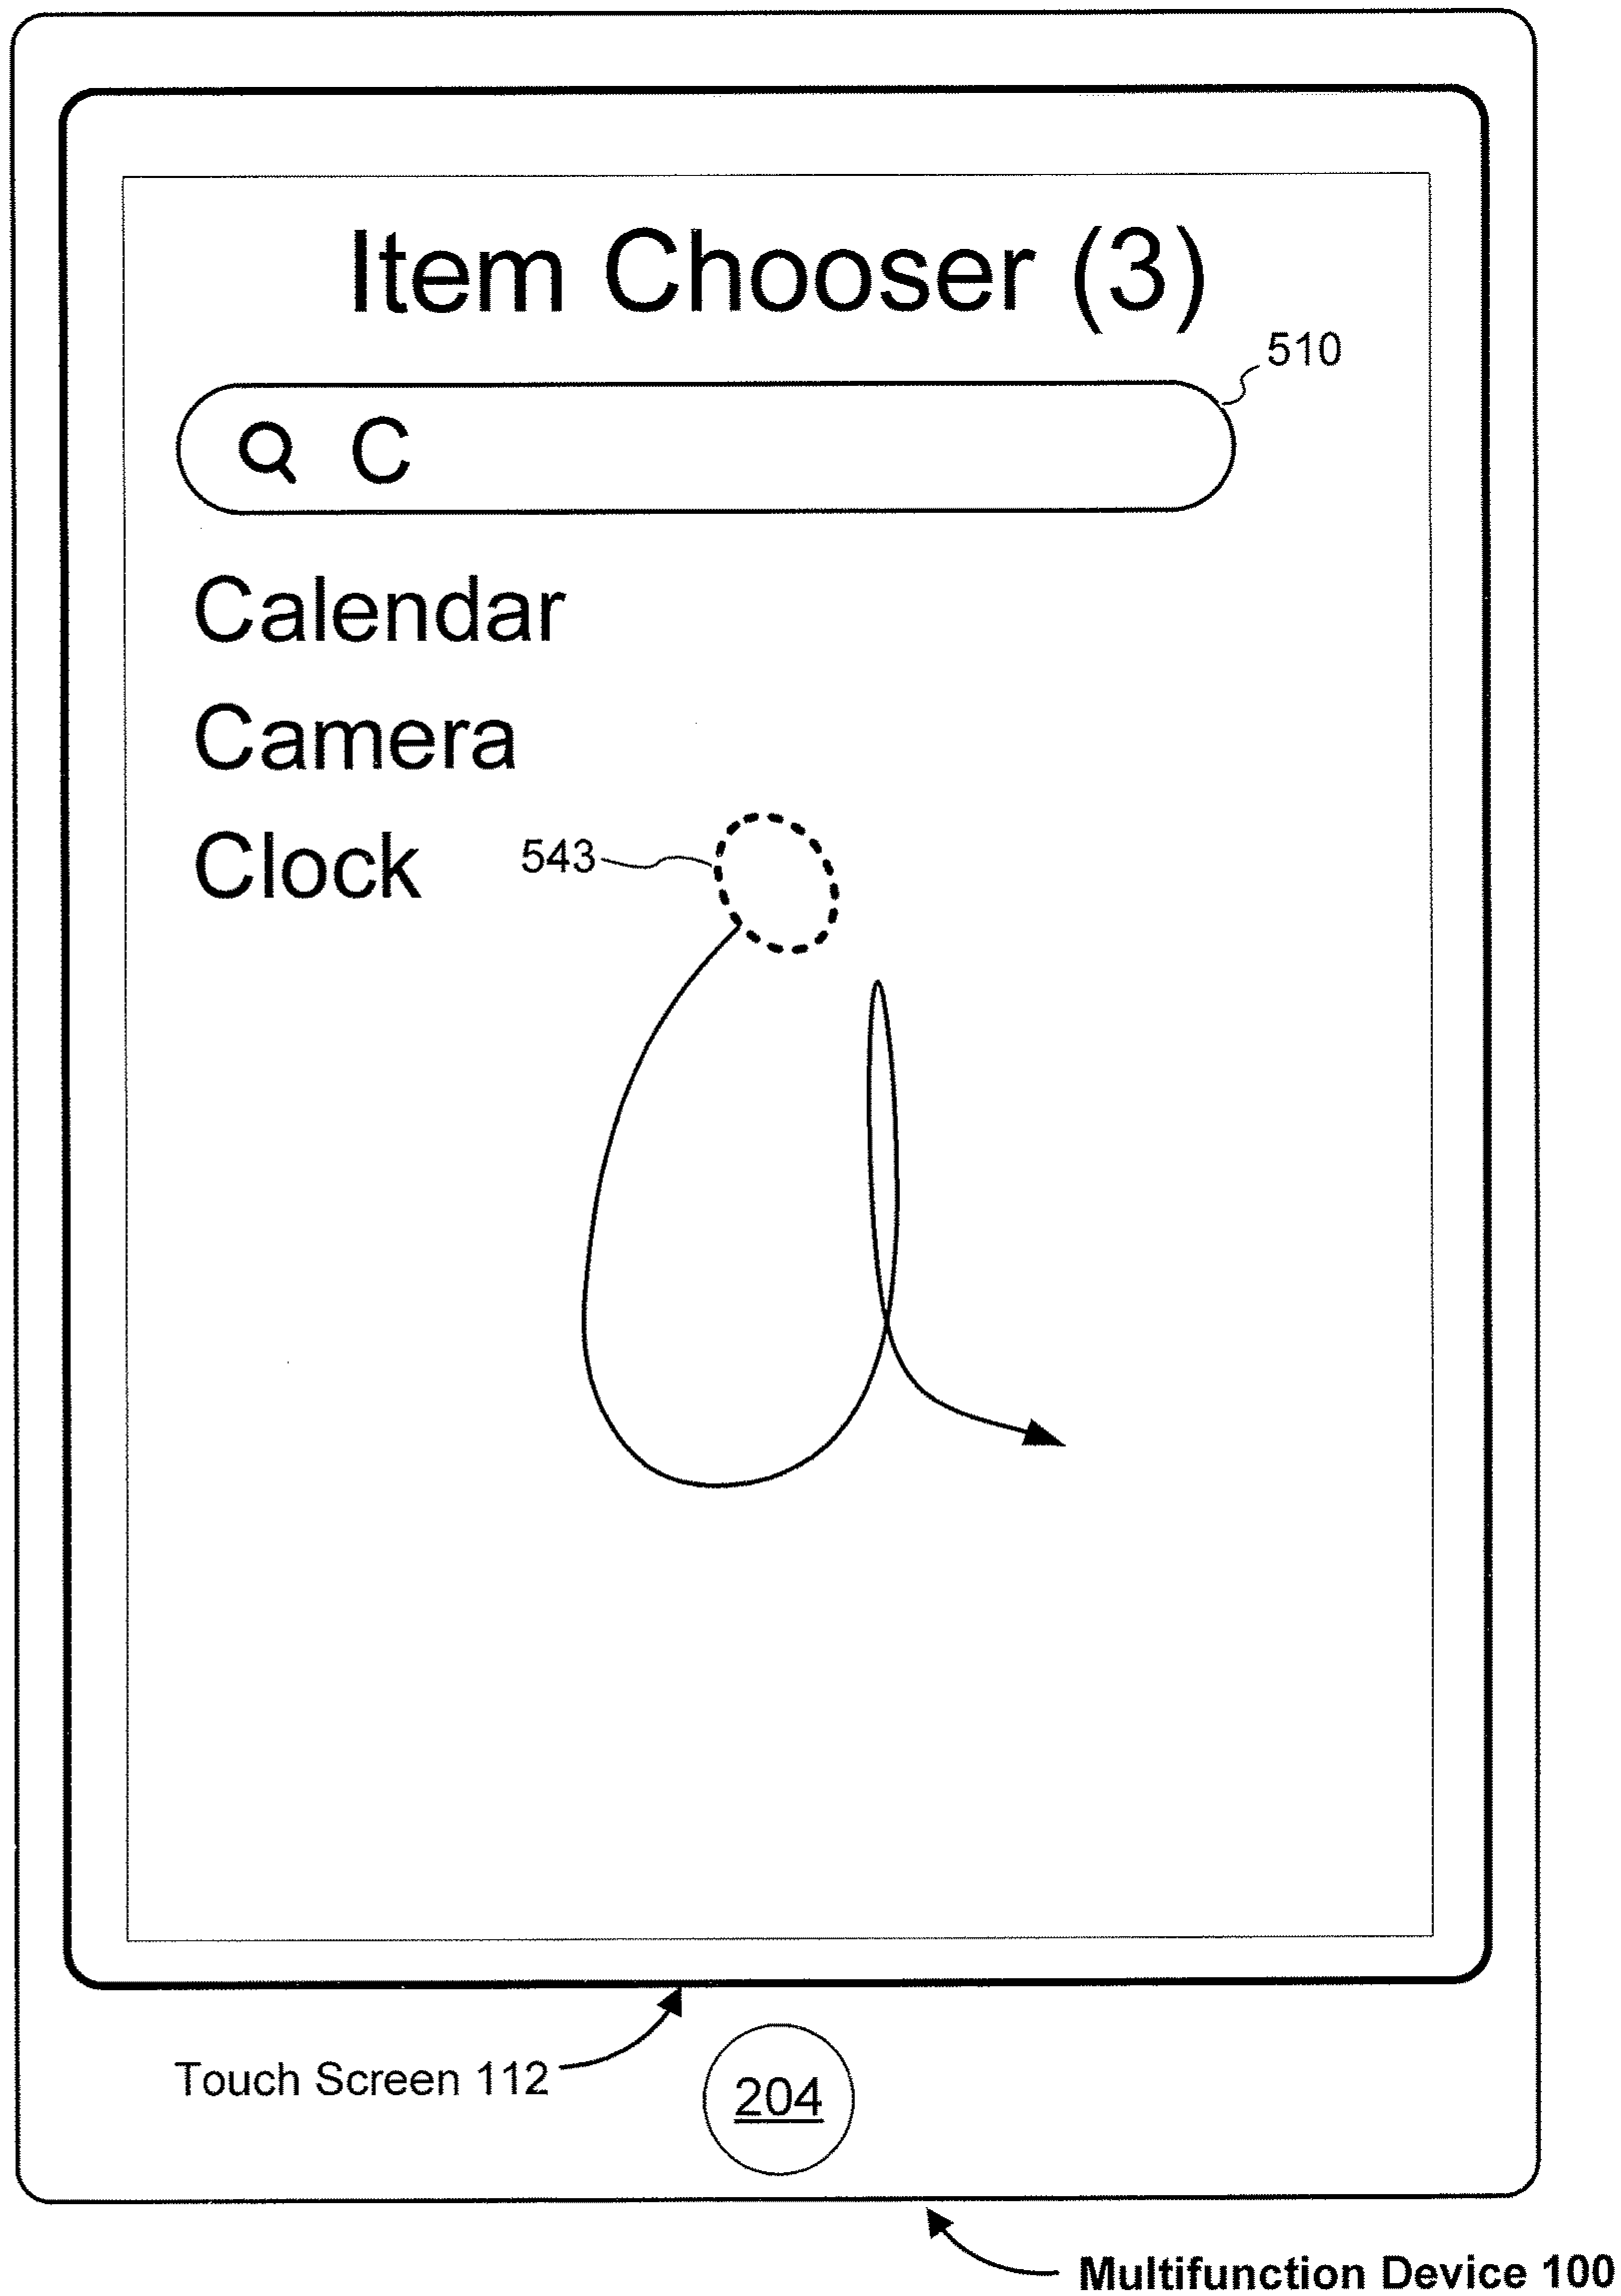 Item Chooser (3)
510
C
Calendar
Camera
Clock
543
Touch Screen 112
204
Multifunction Device 100